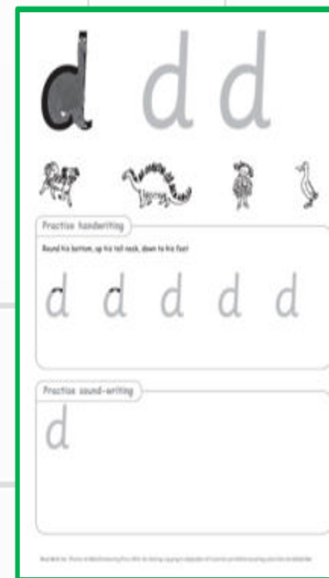 d d d
Practise handwriting
Round his bottom, up his tall neck, down to his feet
d d d d d
Practise sound-writing
d